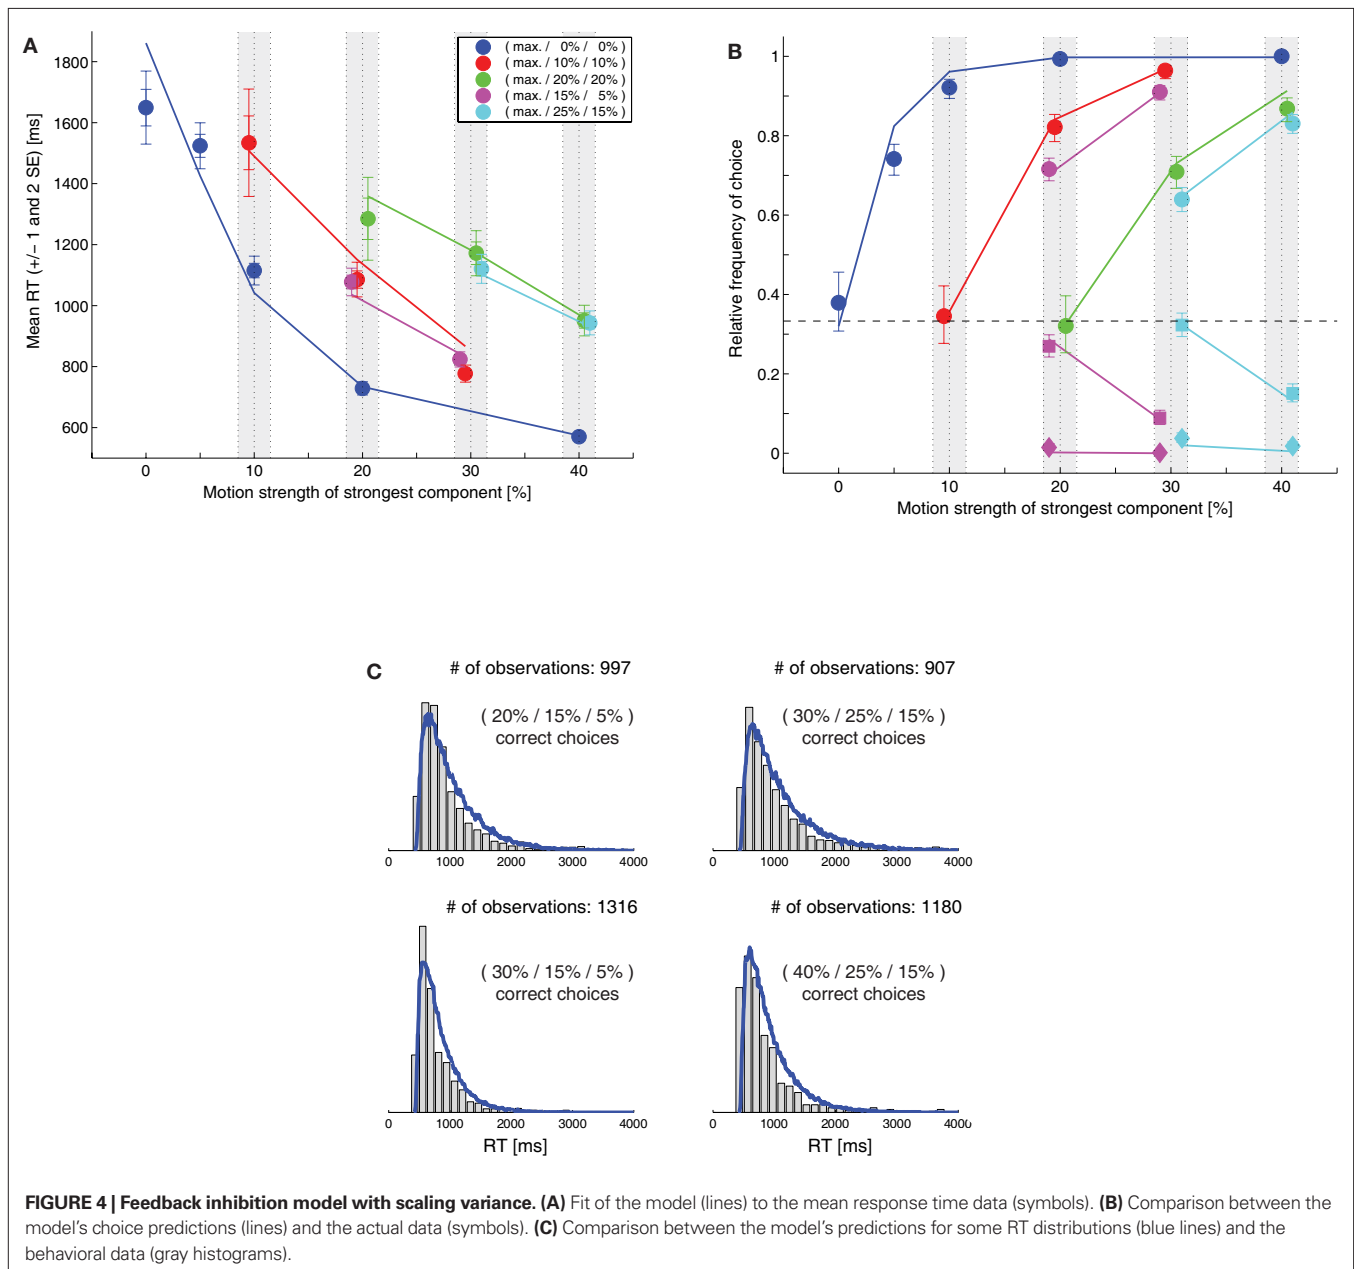 A
Mean RT (+/− 1 and 2 SE) [ms]
1800
1600
1400
1200
1000
800
600
0 10 20 30 40
Motion strength of strongest component [%]
( max. / 0% / 0% )
( max. / 10% / 10% )
( max. / 20% / 20% )
( max. / 15% / 5% )
( max. / 25% / 15% )
B
Relative frequency of choice
1
0.8
0.6
0.4
0.2
0
0 10 20 30 40
Motion strength of strongest component [%]
C
# of observations: 997
( 20% / 15% / 5% )
correct choices
0 1000 2000 3000 4000
# of observations: 907
( 30% / 25% / 15% )
correct choices
0 1000 2000 3000 4000
# of observations: 1316
( 30% / 15% / 5% )
correct choices
0 1000 2000 3000 4000
RT [ms]
# of observations: 1180
( 40% / 25% / 15% )
correct choices
0 1000 2000 3000 4000
RT [ms]
FIGURE 4 | Feedback inhibition model with scaling variance. (A) Fit of the model (lines) to the mean response time data (symbols). (B) Comparison between the
model's choice predictions (lines) and the actual data (symbols). (C) Comparison between the model's predictions for some RT distributions (blue lines) and the
behavioral data (gray histograms).